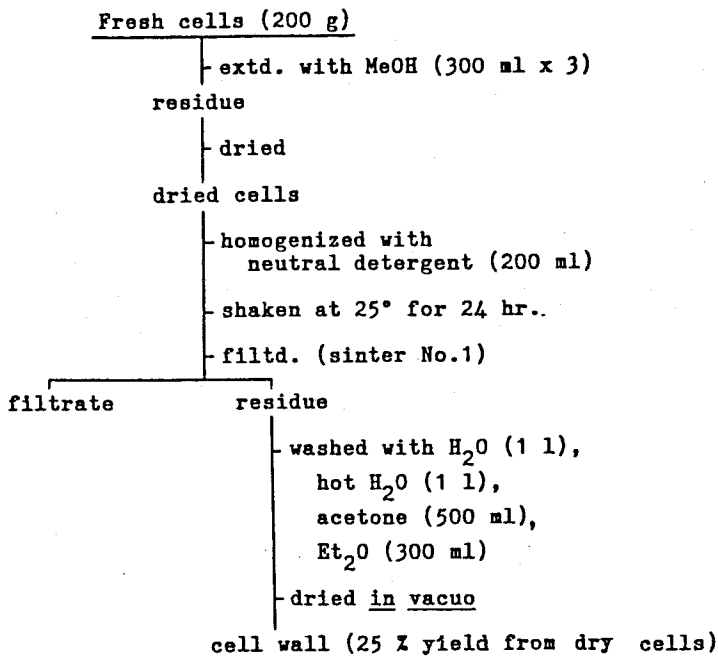 Fresh cells (200 g)
extd. with MeOH (300 ml x 3)
residue
dried
dried cells
homogenized with
neutral detergent (200 ml)
shaken at 25° for 24 hr..
filtd. (sinter No.1)
filtrate residue
washed with H₂O (1 l),
hot H₂O (1 l),
acetone (500 ml),
Et₂O (300 ml)
dried in vacuo
cell wall (25 % yield from dry cells)